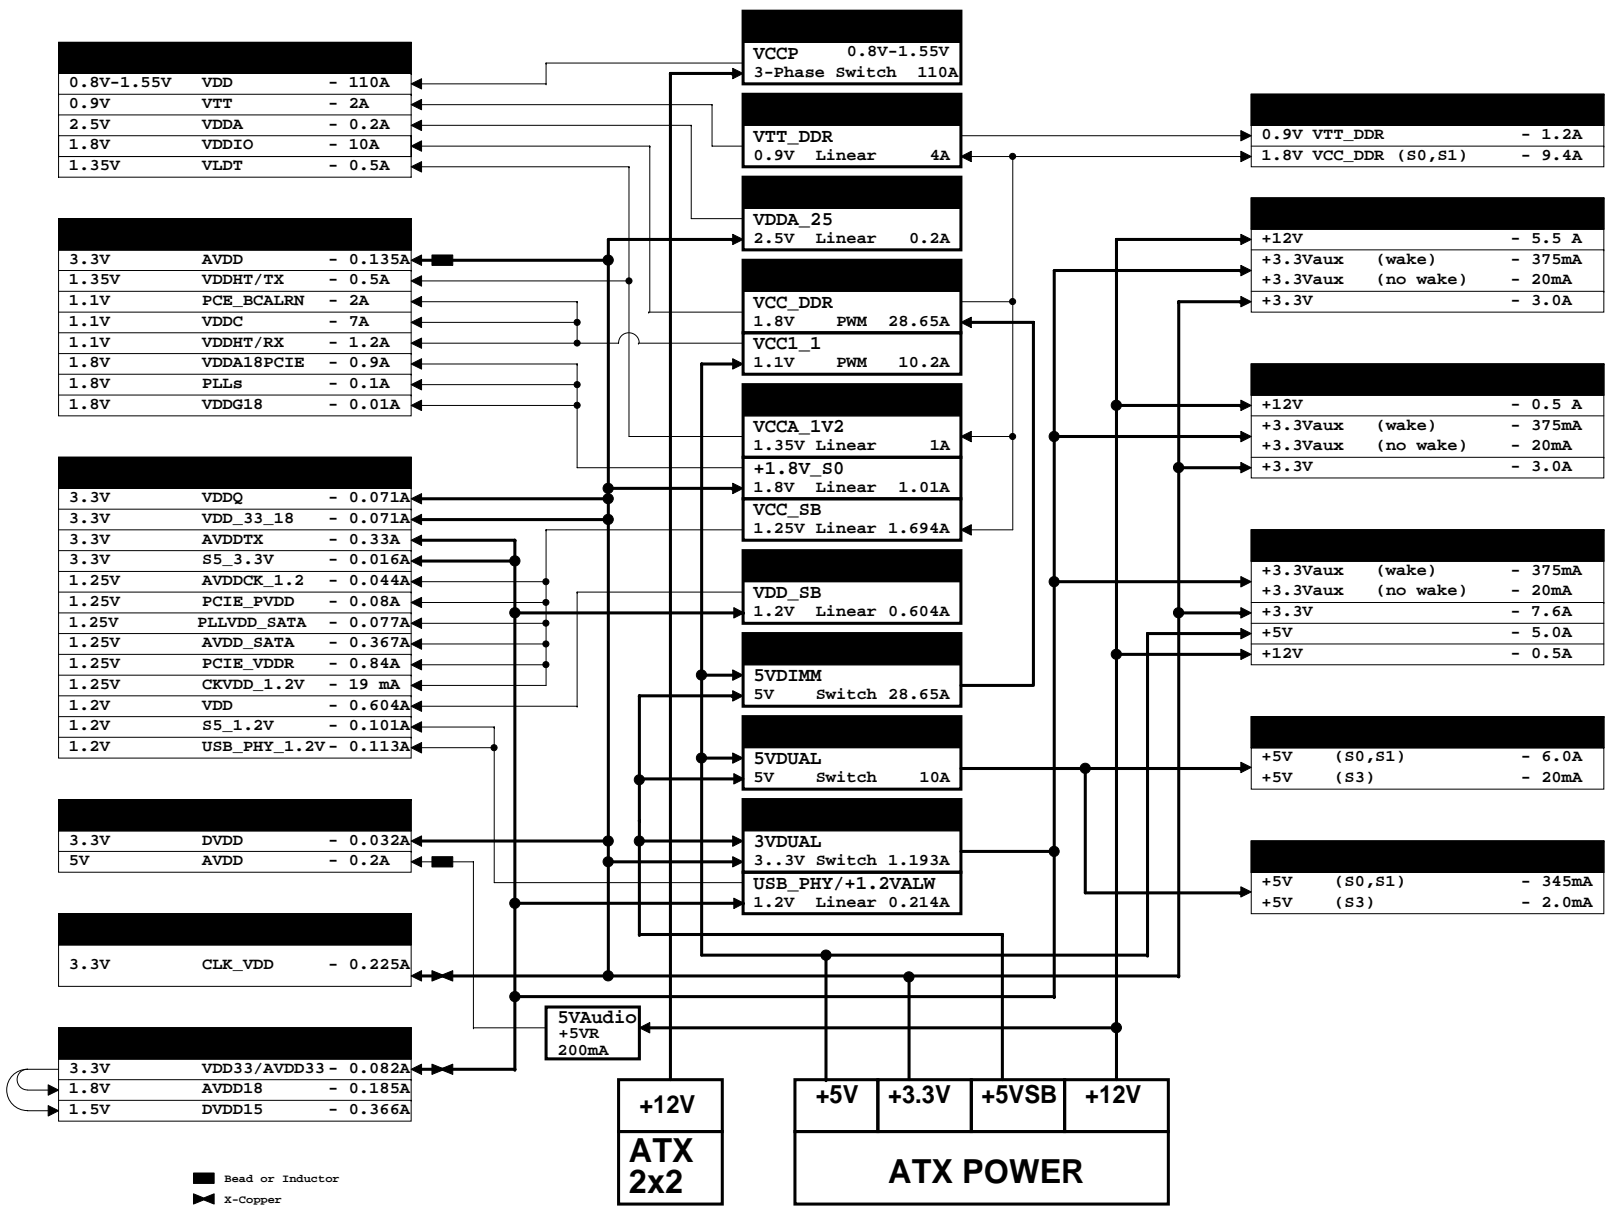 0.8V-1.55V VDD - 110A
0.9V VTT - 2A
2.5V VDDA - 0.2A
1.8V VDDIO - 10A
1.35V VLDT - 0.5A
3.3V AVDD - 0.135A
1.35V VDDHT/TX - 0.5A
1.1V PCE_BCALRN - 2A
1.1V VDDC - 7A
1.1V VDDHT/RX - 1.2A
1.8V VDDA18PCIE - 0.9A
1.8V PLLs - 0.1A
1.8V VDDG18 - 0.01A
3.3V VDDQ - 0.071A
3.3V VDD_33_18 - 0.071A
3.3V AVDDTX - 0.33A
3.3V S5_3.3V - 0.016A
1.25V AVDDCK_1.2 - 0.044A
1.25V PCIE_PVDD - 0.08A
1.25V PLLVDD_SATA - 0.077A
1.25V AVDD_SATA - 0.367A
1.25V PCIE_VDDR - 0.84A
1.25V CKVDD_1.2V - 19 mA
1.2V VDD - 0.604A
1.2V S5_1.2V - 0.101A
1.2V USB_PHY_1.2V - 0.113A
3.3V DVDD - 0.032A
5V AVDD - 0.2A
3.3V CLK_VDD - 0.225A
3.3V VDD33/AVDD33 - 0.082A
1.8V AVDD18 - 0.185A
1.5V DVDD15 - 0.366A
Bead or Inductor
X-Copper
VCCP 0.8V-1.55V
3-Phase Switch 110A
VTT_DDR
0.9V Linear 4A
VDDA_25
2.5V Linear 0.2A
VCC_DDR
1.8V PWM 28.65A
VCC1_1
1.1V PWM 10.2A
VCCA_1V2
1.35V Linear 1A
+1.8V_S0
1.8V Linear 1.01A
VCC_SB
1.25V Linear 1.694A
VDD_SB
1.2V Linear 0.604A
5VDIMM
5V Switch 28.65A
5VDUAL
5V Switch 10A
3VDUAL
3..3V Switch 1.193A
USB_PHY/+1.2VALW
1.2V Linear 0.214A
5VAudio
+5VR
200mA
+12V
ATX
2x2
+5V +3.3V +5VSB +12V
ATX POWER
0.9V VTT_DDR - 1.2A
1.8V VCC_DDR (S0,S1) - 9.4A
+12V - 5.5 A
+3.3Vaux (wake) - 375mA
+3.3Vaux (no wake) - 20mA
+3.3V - 3.0A
+12V - 0.5 A
+3.3Vaux (wake) - 375mA
+3.3Vaux (no wake) - 20mA
+3.3V - 3.0A
+3.3Vaux (wake) - 375mA
+3.3Vaux (no wake) - 20mA
+3.3V - 7.6A
+5V - 5.0A
+12V - 0.5A
+5V (S0,S1) - 6.0A
+5V (S3) - 20mA
+5V (S0,S1) - 345mA
+5V (S3) - 2.0mA